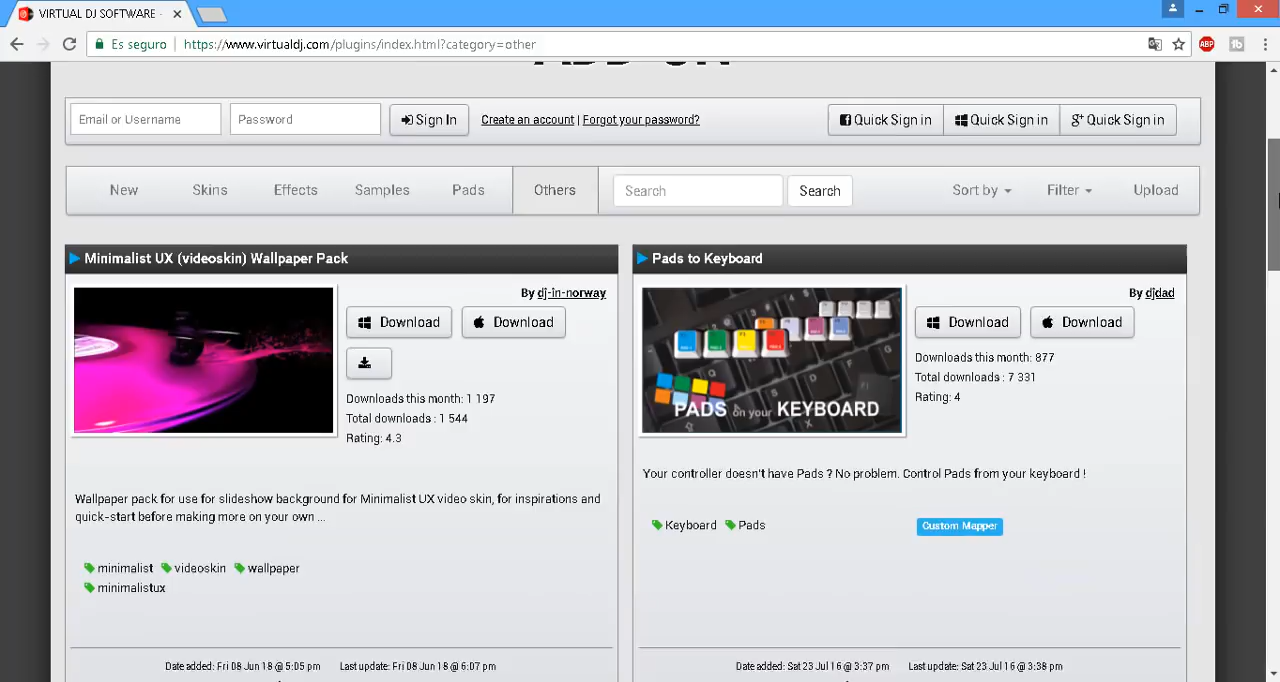 VIRTUAL DJ SOFTWARE -
Es seguro | https://www.virtualdj.com/plugins/index.html?category=other
ABP
ADD-ON
Email or Username
Password
Sign In
Create an account | Forgot your password?
Quick Sign in
Quick Sign in
g+ Quick Sign in
New
Skins
Effects
Samples
Pads
Others
Search
Search
Sort by
Filter
Upload
Minimalist UX (videoskin) Wallpaper Pack
By dj-in-norway
Download
Download
Downloads this month: 1 197
Total downloads : 1 544
Rating: 4.3
Wallpaper pack for use for slideshow background for Minimalist UX video skin, for inspirations and
quick-start before making more on your own ...
minimalist videoskin wallpaper
minimalistux
Date added: Fri 08 Jun 18 @ 5:05 pm Last update: Fri 08 Jun 18 @ 6:07 pm
Pads to Keyboard
By djdad
PADS on your KEYBOARD
Download
Download
Downloads this month: 877
Total downloads : 7 331
Rating: 4
Your controller doesn't have Pads ? No problem. Control Pads from your keyboard !
Keyboard Pads
Custom Mapper
Date added: Sat 23 Jul 16 @ 3:37 pm Last update: Sat 23 Jul 16 @ 3:38 pm